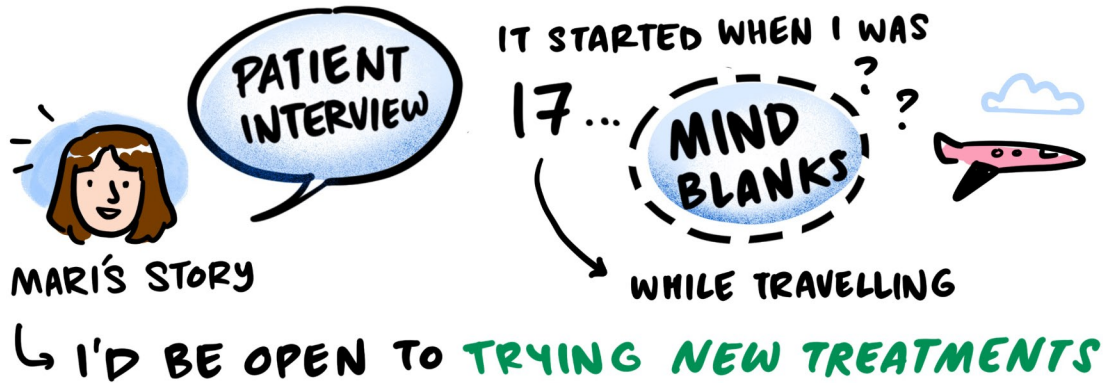 PATIENT
INTERVIEW
MARI'S STORY
IT STARTED WHEN I WAS
17...
MIND
BLANKS
?
?
WHILE TRAVELLING
I'D BE OPEN TO TRYING NEW TREATMENTS